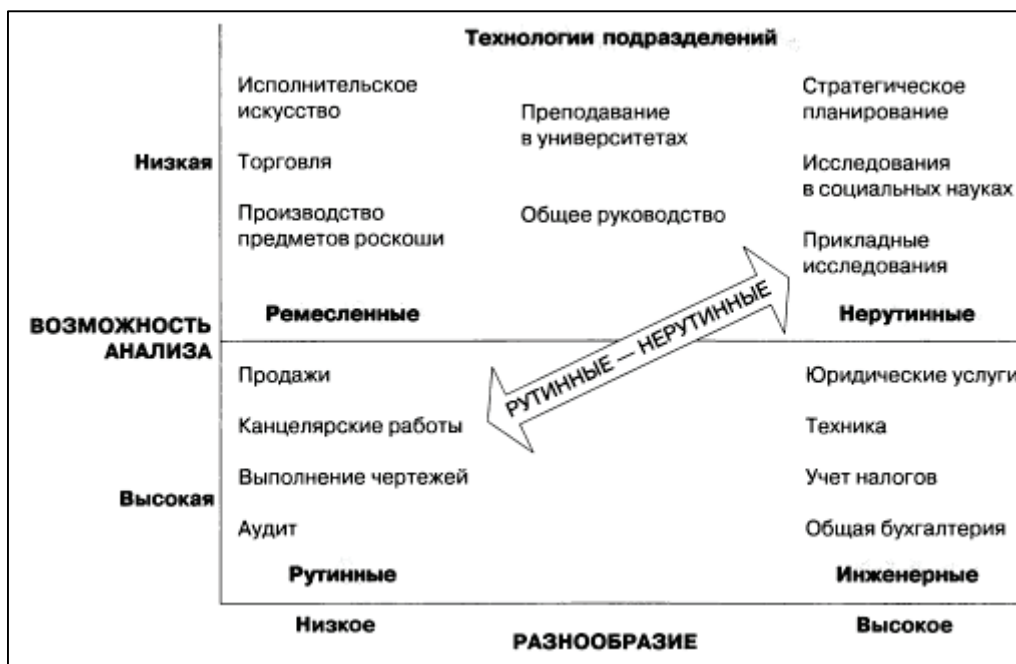 Технологии подразделений
Исполнительское
искусство
Торговля
Производство
предметов роскоши
Преподавание
в университетах
Общее руководство
Стратегическое
планирование
Исследования
в социальных науках
Прикладные
исследования
Низкая
Ремесленные
Нерутинные
ВОЗМОЖНОСТЬ
АНАЛИЗА
РУТИННЫЕ — НЕРУТИННЫЕ
Продажи
Канцелярские работы
Выполнение чертежей
Аудит
Юридические услуги
Техника
Учет налогов
Общая бухгалтерия
Высокая
Рутинные
Инженерные
Низкое
РАЗНООБРАЗИЕ
Высокое